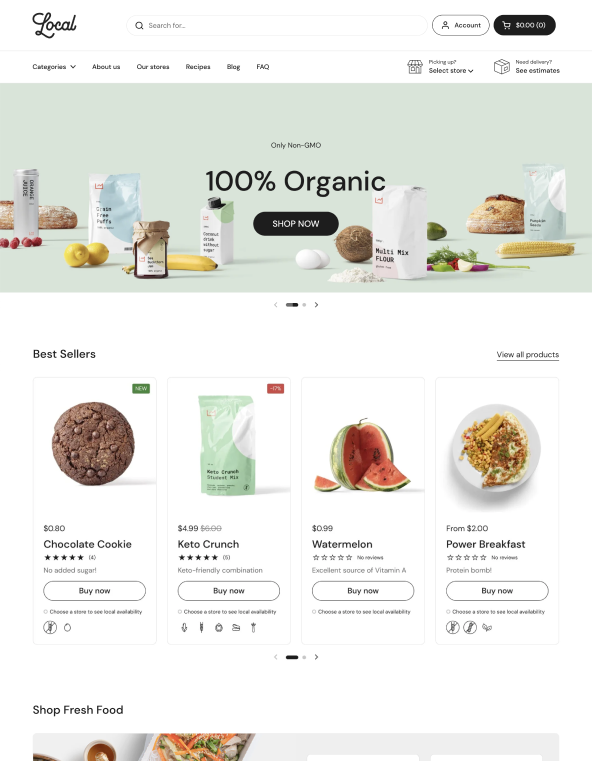 Local
Search for...
Account
$0.00 (0)
Categories
About us
Our stores
Recipes
Blog
FAQ
Picking up?
Select store
Need delivery?
See estimates
Only Non-GMO
100% Organic
SHOP NOW
ORANGE
JUICE
Grain
Free
Puffs
Coconut
drink
without
sugar
Multi Mix
FLOUR
Pumpkin
Best Sellers
View all products
NEW
$0.80
Chocolate Cookie
(4)
No added sugar!
Buy now
Choose a store to see local availability
-17%
Keto Crunch
Student Mix
$4.99 $6.00
Keto Crunch
(5)
Keto-friendly combination
Buy now
Choose a store to see local availability
$0.99
Watermelon
No reviews
Excellent source of Vitamin A
Buy now
Choose a store to see local availability
From $2.00
Power Breakfast
No reviews
Protein bomb!
Buy now
Choose a store to see local availability
Shop Fresh Food